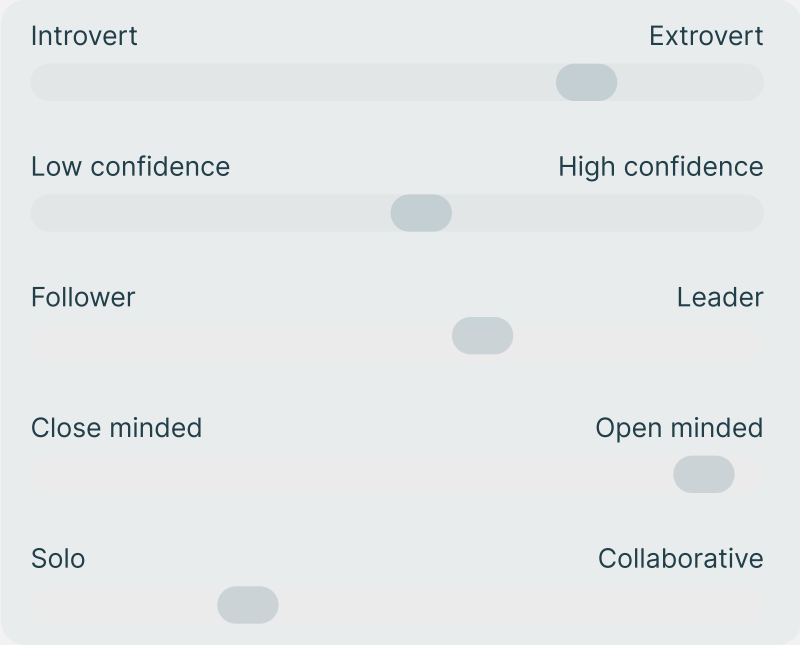 Introvert Extrovert
Low confidence High confidence
Follower Leader
Close minded Open minded
Solo Collaborative